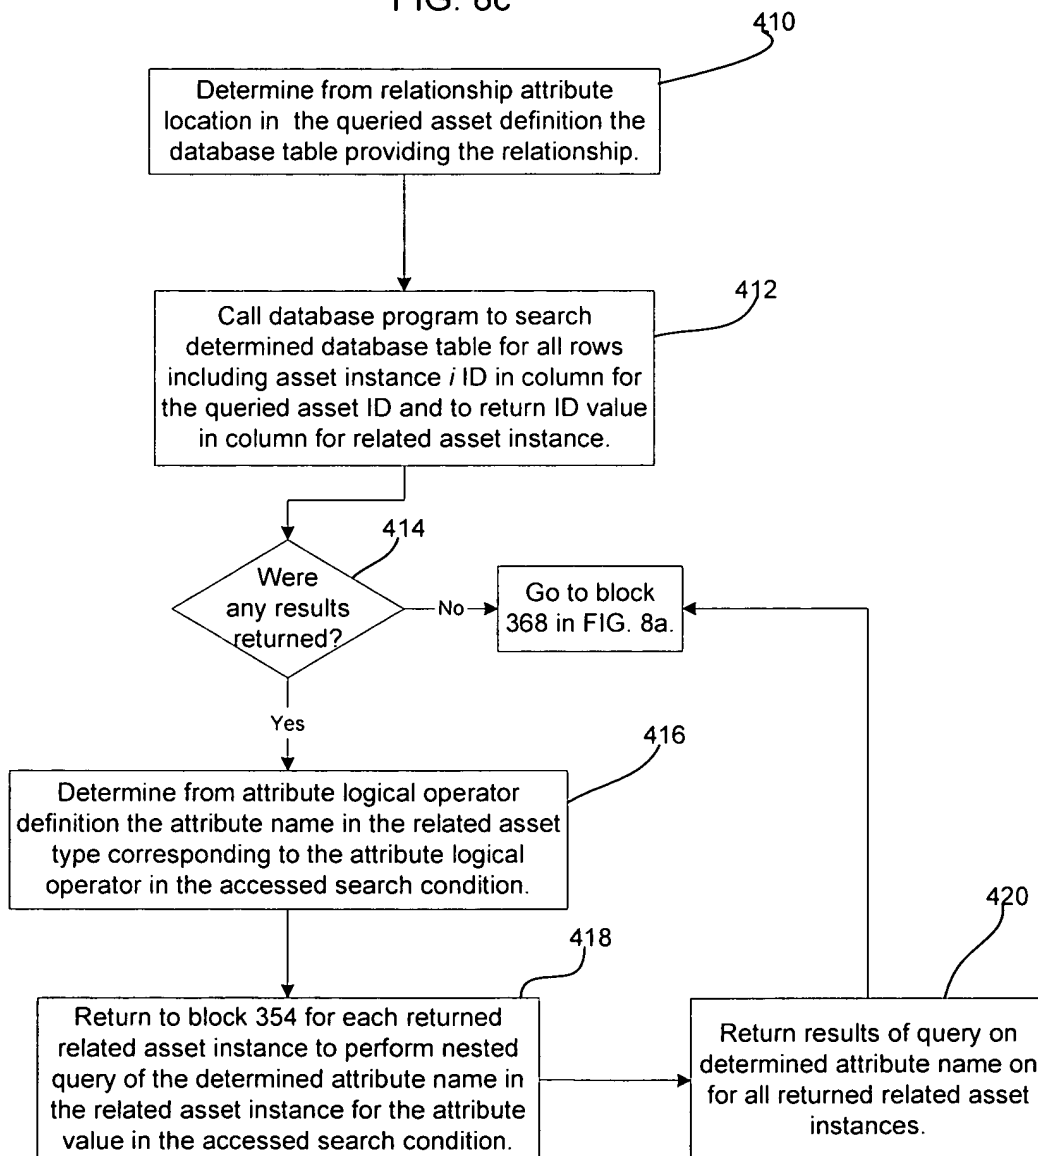 FIG. 8c
410
Determine from relationship attribute
location in the queried asset definition the
database table providing the relationship.
412
Call database program to search
determined database table for all rows
including asset instance i ID in column for
the queried asset ID and to return ID value
in column for related asset instance.
414
Were
any results
returned?
No
Go to block
368 in FIG. 8a.
Yes
416
Determine from attribute logical operator
definition the attribute name in the related asset
type corresponding to the attribute logical
operator in the accessed search condition.
418
Return to block 354 for each returned
related asset instance to perform nested
query of the determined attribute name in
the related asset instance for the attribute
value in the accessed search condition.
420
Return results of query on
determined attribute name on
for all returned related asset
instances.